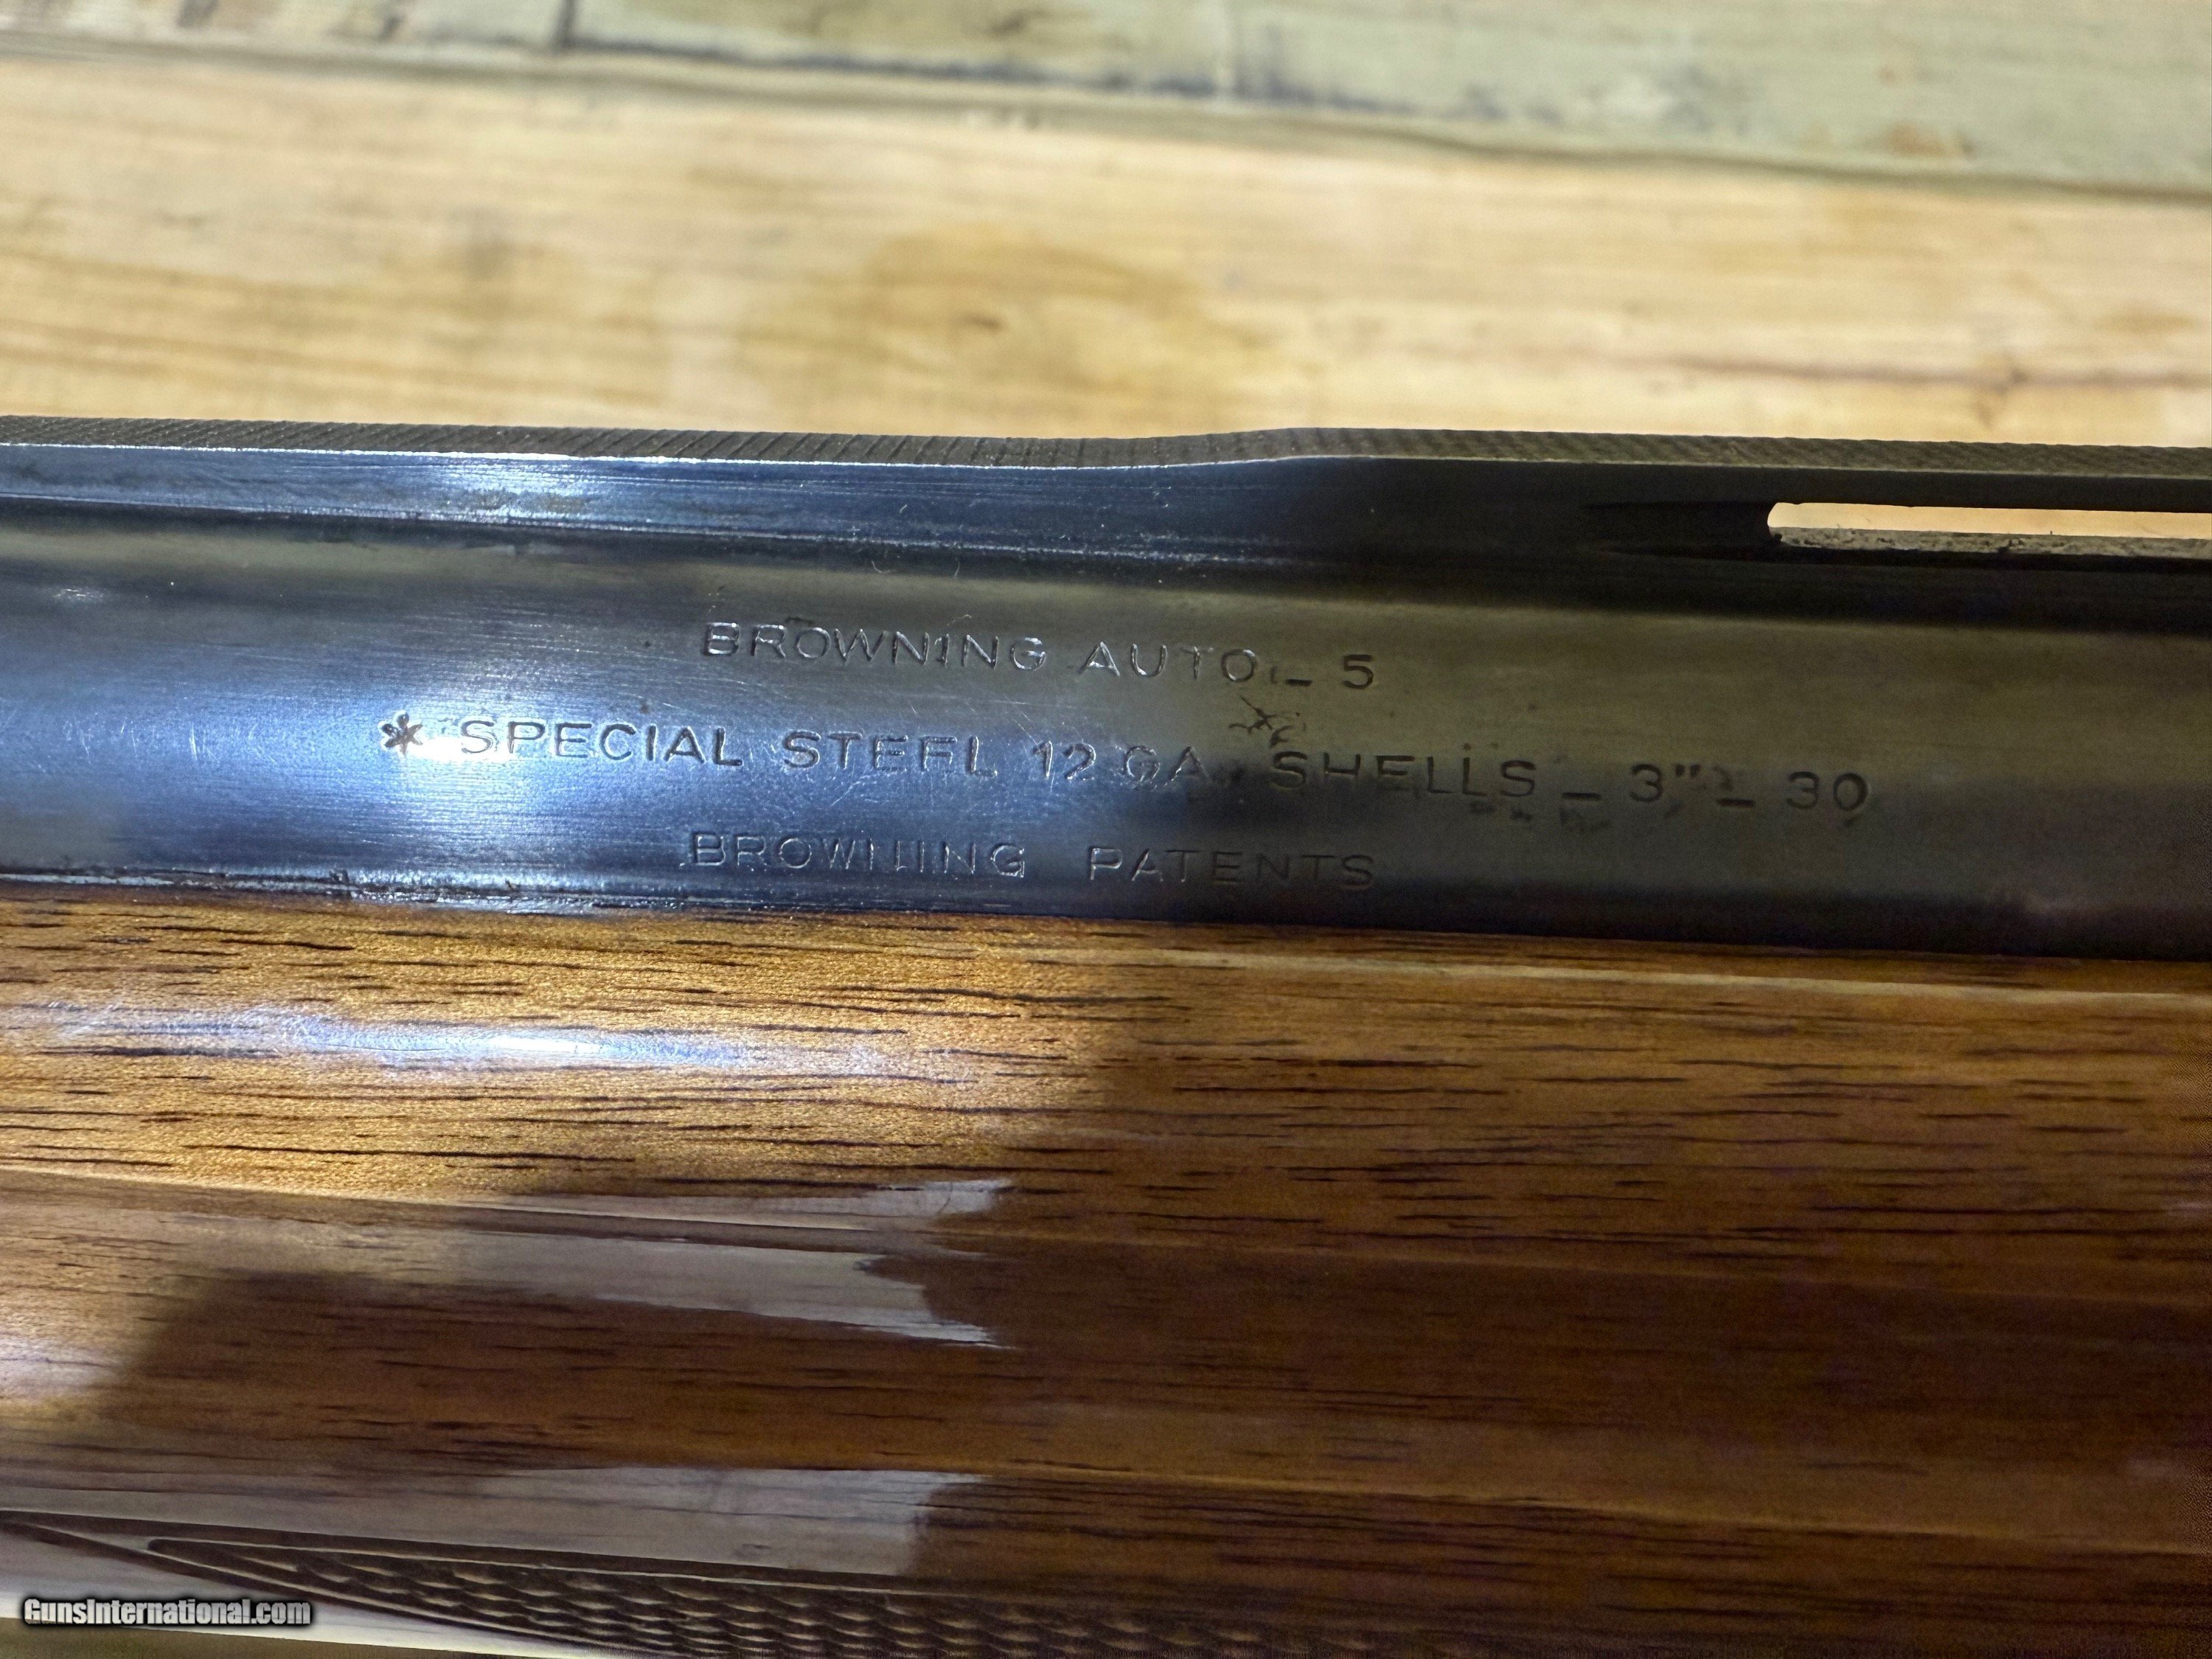 BROWNING AUTO - 5
* SPECIAL STEEL 12 GA. SHELLS - 3" - 30
BROWNING PATENTS
GunsInternational.com